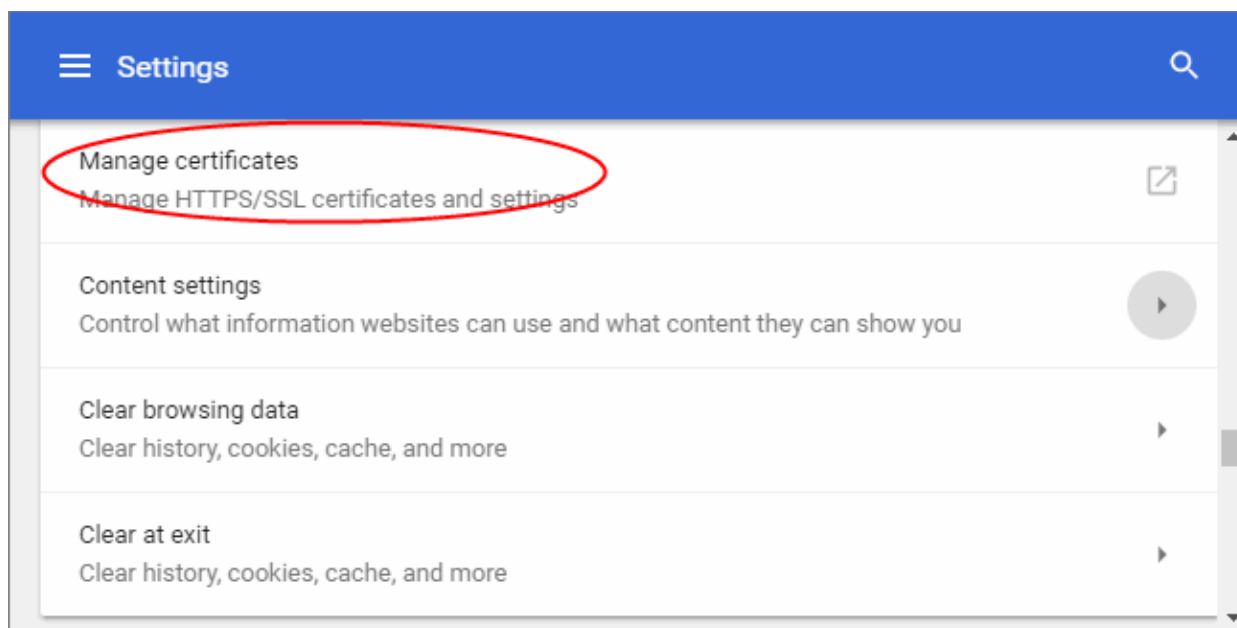 Settings
Manage certificates
Manage HTTPS/SSL certificates and settings
Content settings
Control what information websites can use and what content they can show you
Clear browsing data
Clear history, cookies, cache, and more
Clear at exit
Clear history, cookies, cache, and more